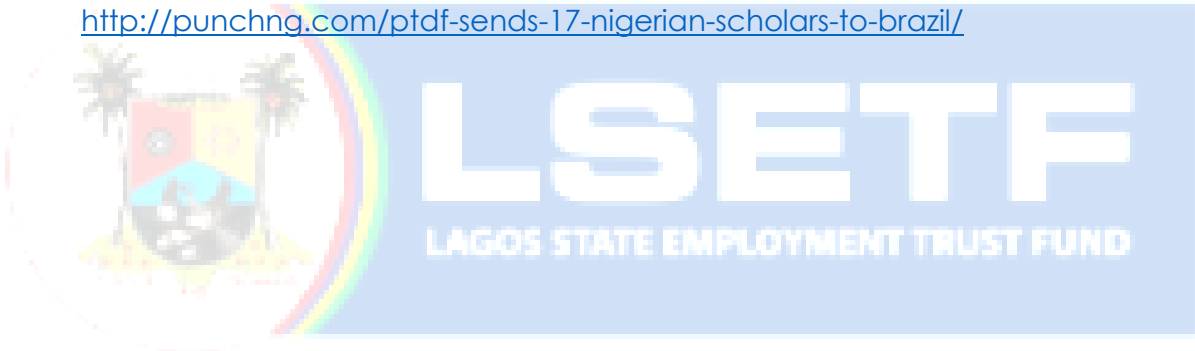 http://punchng.com/ptdf-sends-17-nigerian-scholars-to-brazil/
LSETF
LAGOS STATE EMPLOYMENT TRUST FUND